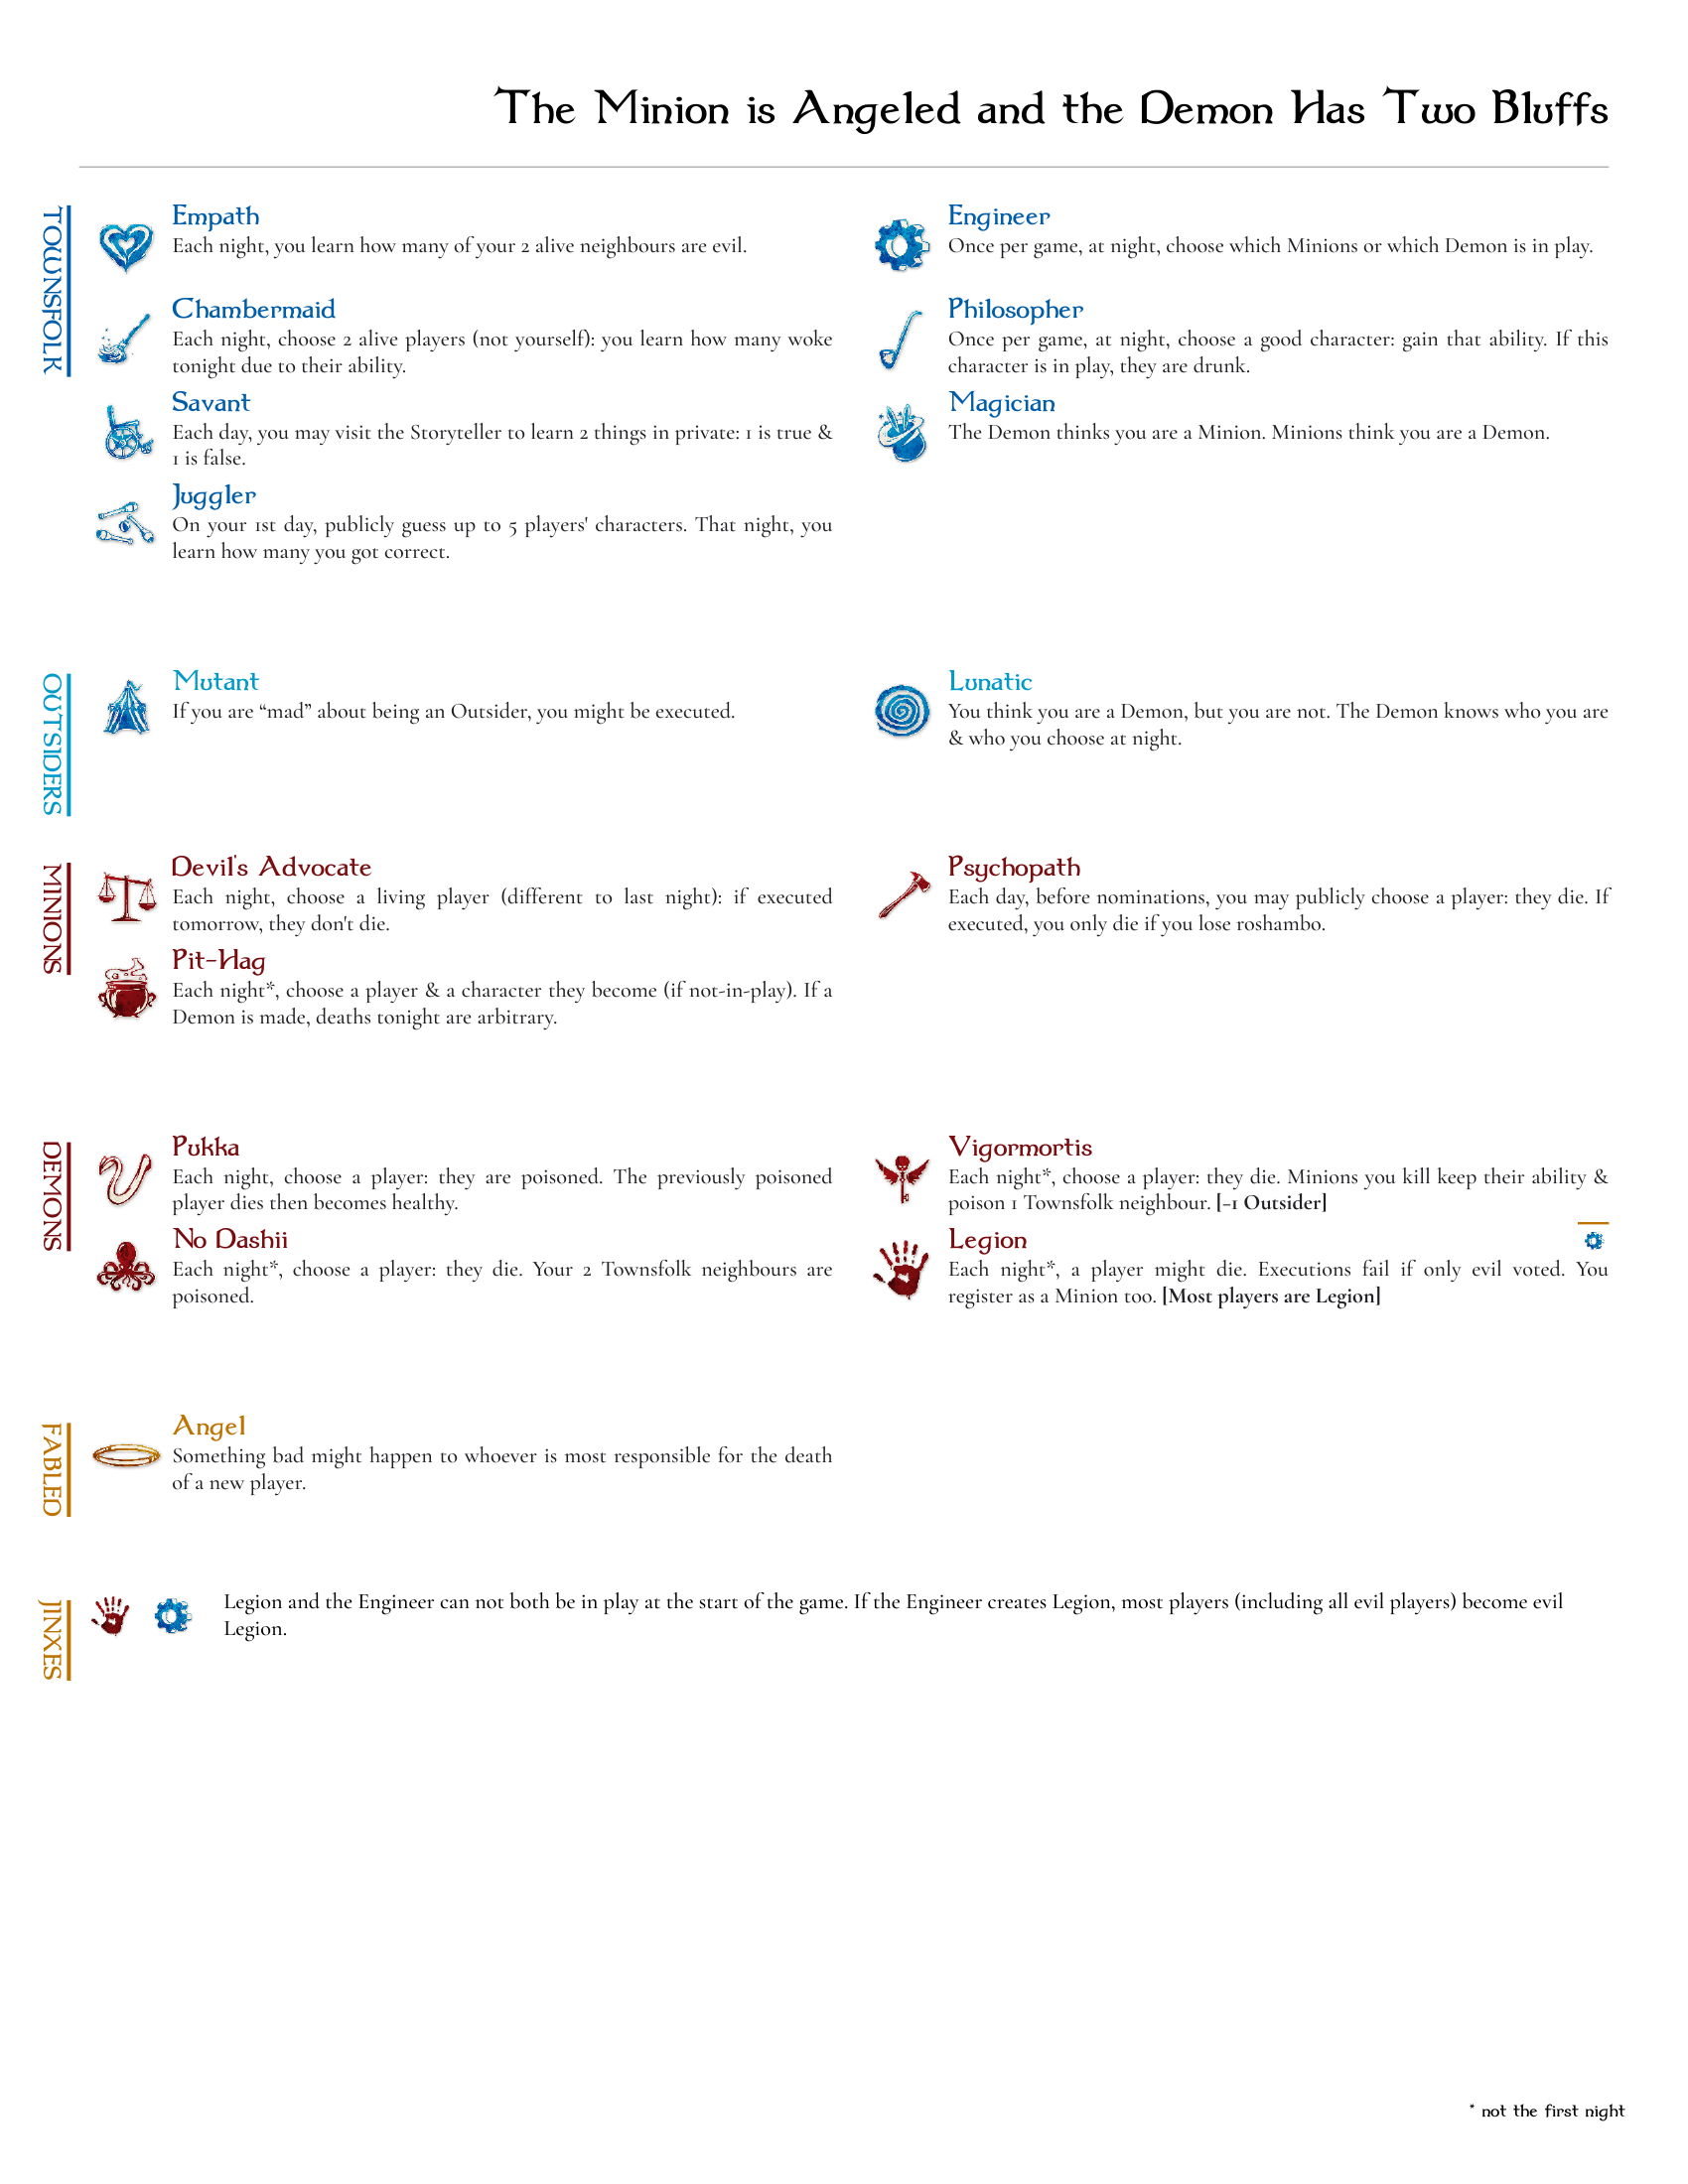 The Minion is Angeled and the Demon Has Two Bluffs
TOWNSFOLK
Empath
Each night, you learn how many of your 2 alive neighbours are evil.
Engineer
Once per game, at night, choose which Minions or which Demon is in play.
Chambermaid
Each night, choose 2 alive players (not yourself): you learn how many woke
tonight due to their ability.
Philosopher
Once per game, at night, choose a good character: gain that ability. If this
character is in play, they are drunk.
Savant
Each day, you may visit the Storyteller to learn 2 things in private: 1 is true &
1 is false.
Magician
The Demon thinks you are a Minion. Minions think you are a Demon.
Juggler
On your 1st day, publicly guess up to 5 players' characters. That night, you
learn how many you got correct.
OUTSIDERS
Mutant
If you are “mad” about being an Outsider, you might be executed.
Lunatic
You think you are a Demon, but you are not. The Demon knows who you are
& who you choose at night.
MINIONS
Devil's Advocate
Each night, choose a living player (different to last night): if executed
tomorrow, they don't die.
Psychopath
Each day, before nominations, you may publicly choose a player: they die. If
executed, you only die if you lose roshambo.
Pit-Hag
Each night*, choose a player & a character they become (if not-in-play). If a
Demon is made, deaths tonight are arbitrary.
DEMONS
Pukka
Each night, choose a player: they are poisoned. The previously poisoned
player dies then becomes healthy.
Vigormortis
Each night*, choose a player: they die. Minions you kill keep their ability &
poison 1 Townsfolk neighbour. [-1 Outsider]
No Dashii
Each night*, choose a player: they die. Your 2 Townsfolk neighbours are
poisoned.
Legion
Each night*, a player might die. Executions fail if only evil voted. You
register as a Minion too. [Most players are Legion]
FABLED
Angel
Something bad might happen to whoever is most responsible for the death
of a new player.
JINXES
Legion and the Engineer can not both be in play at the start of the game. If the Engineer creates Legion, most players (including all evil players) become evil
Legion.
* not the first night